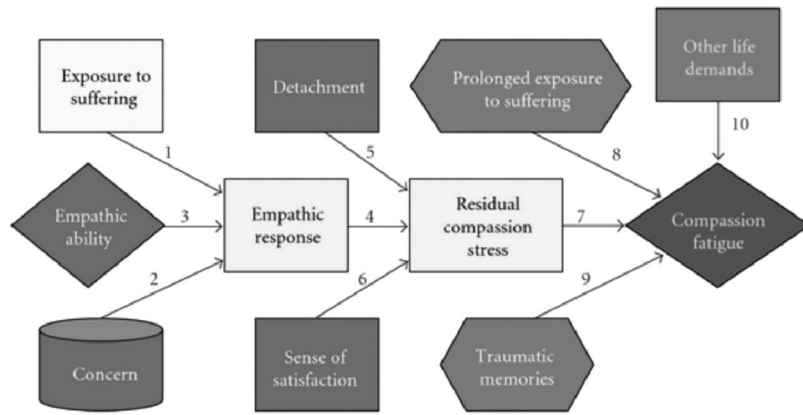 Exposure to
suffering
Detachment
Prolonged exposure
to suffering
Other life
demands
1
5
8
10
Empathic
ability
3
Empathic
response
4
Residual
compassion
stress
7
Compassion
fatigue
2
6
9
Concern
Sense of
satisfaction
Traumatic
memories